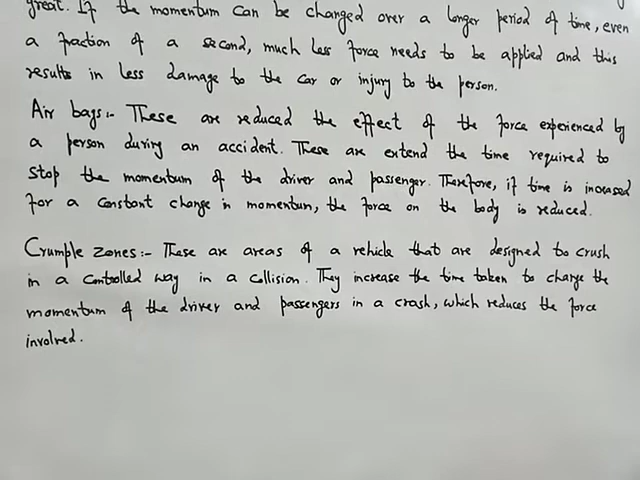 great. If the momentum can be changed over a longer period of time, even
a fraction of a second, much less force needs to be applied and this
results in less damage to the car or injury to the person.
Air bags:- These are reduced the effect of the force experienced by
a person during an accident. These are extend the time required to
stop the momentum of the driver and passenger. Therefore, if time is increased
for a constant change in momentum, the force on the body is reduced.
Crumple zones:- These are areas of a vehicle that are designed to crush
in a controlled way in a collision. They increase the time taken to change the
momentum of the driver and passengers in a crash, which reduces the force
involved.